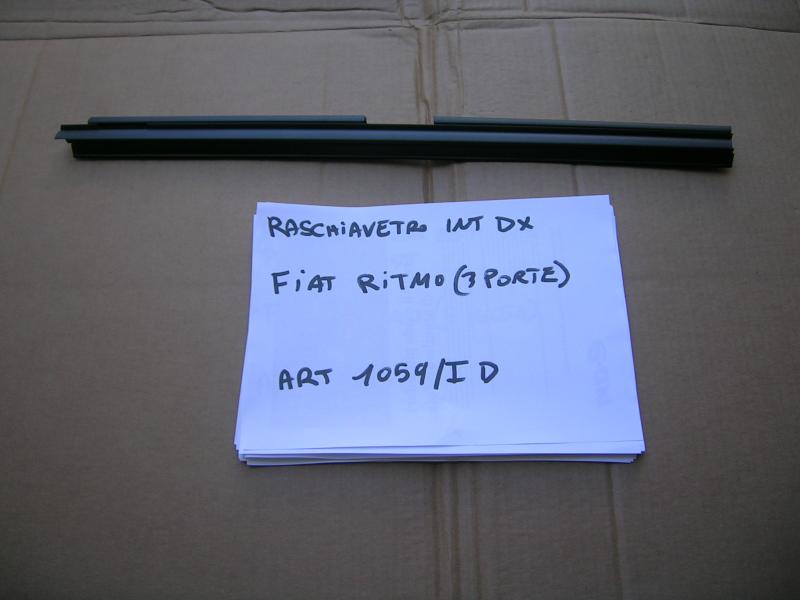 RASCHIAVETRO INT DX
FIAT RITMO (3 PORTE)
ART 1059/I D